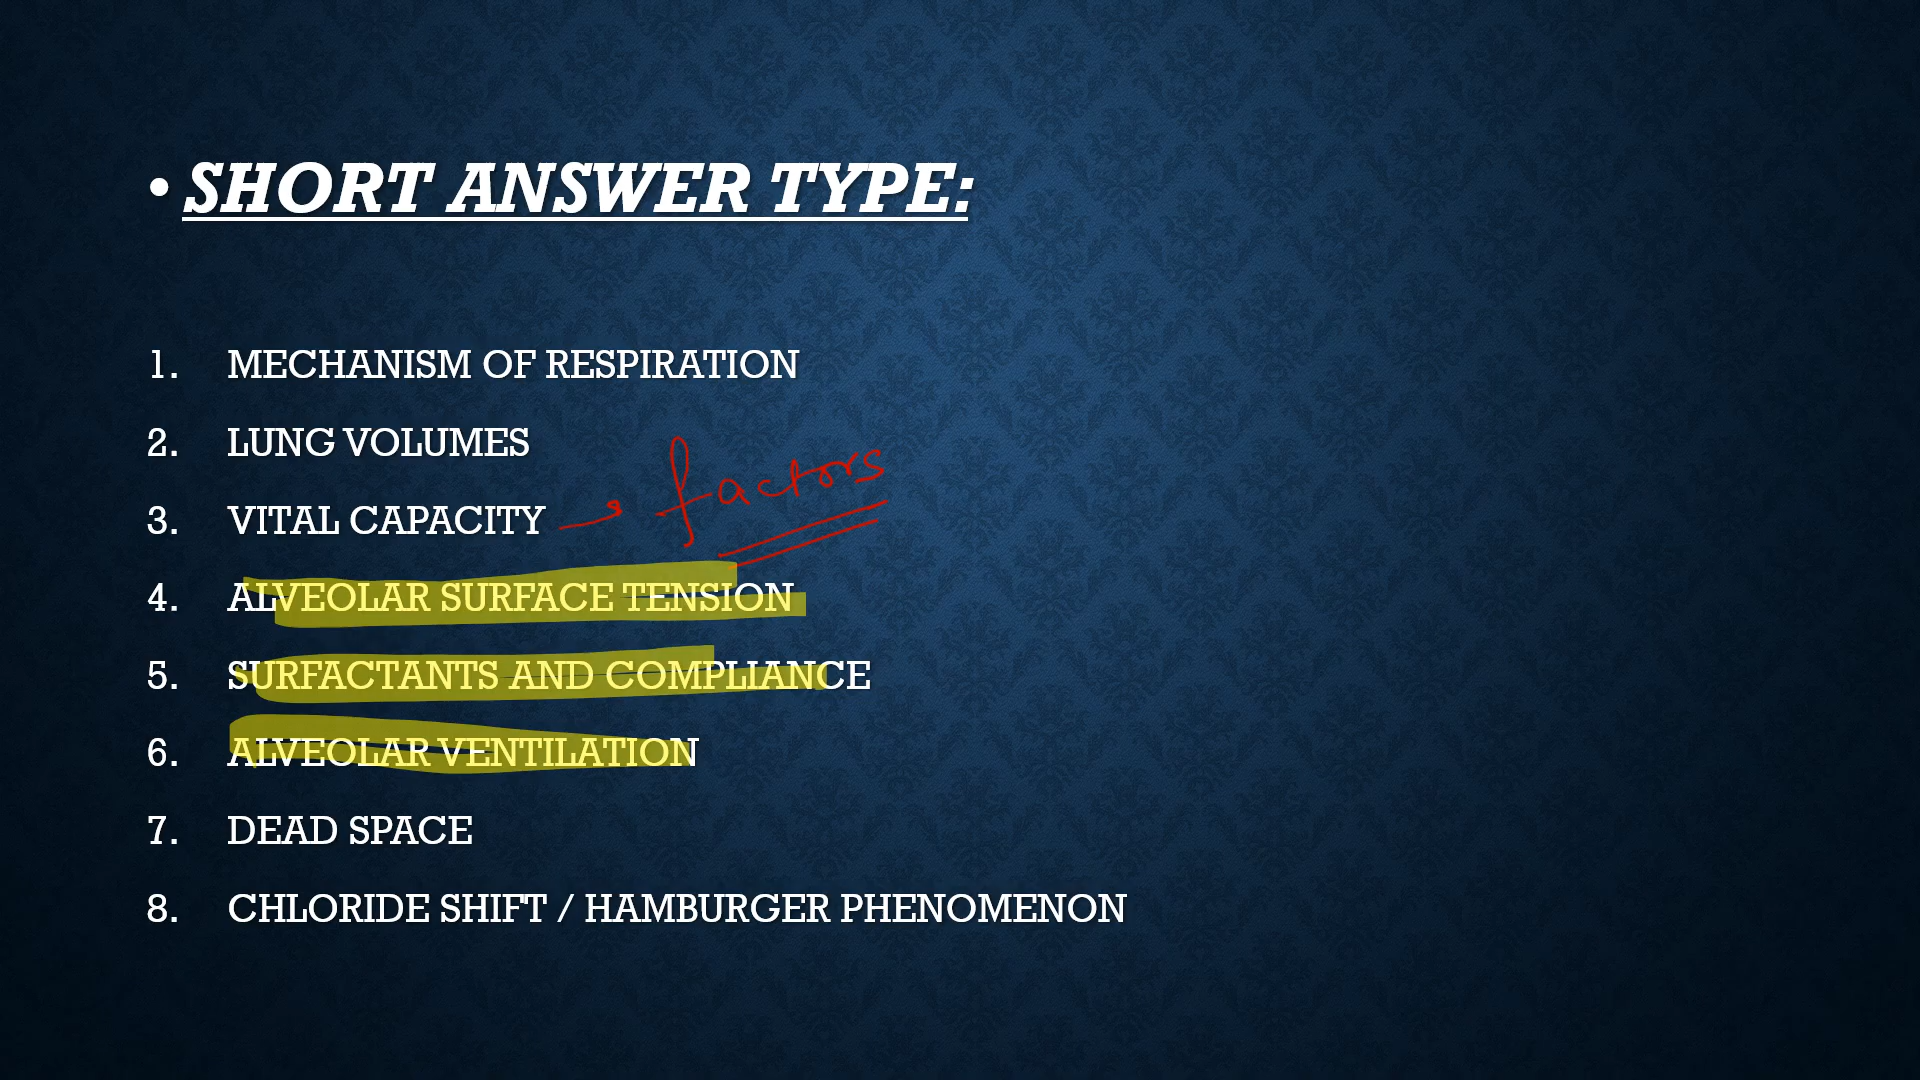 • SHORT ANSWER TYPE:
1. MECHANISM OF RESPIRATION
2. LUNG VOLUMES
3. VITAL CAPACITY → factors
4. ALVEOLAR SURFACE TENSION
5. SURFACTANTS AND COMPLIANCE
6. ALVEOLAR VENTILATION
7. DEAD SPACE
8. CHLORIDE SHIFT / HAMBURGER PHENOMENON